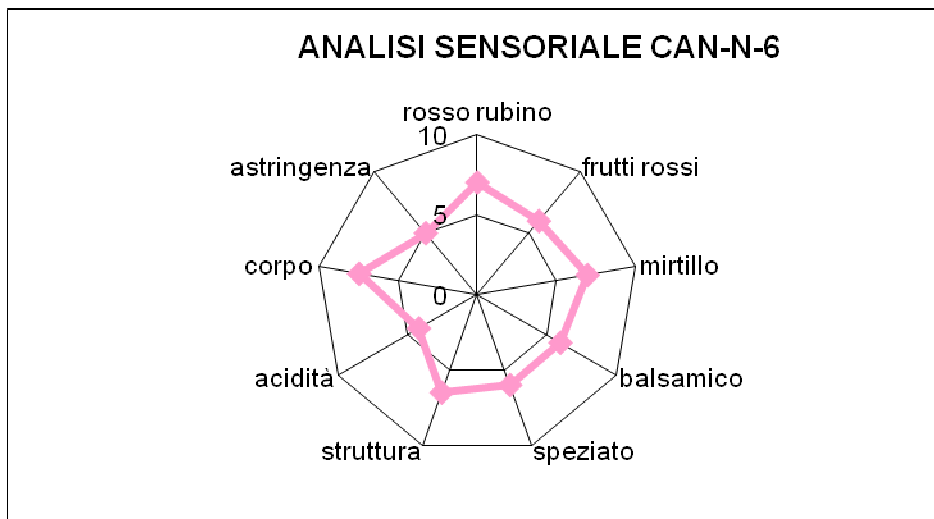 ANALISI SENSORIALE CAN-N-6
rosso rubino
10
astringenza
frutti rossi
5
corpo
mirtillo
0
acidità
balsamico
struttura
speziato